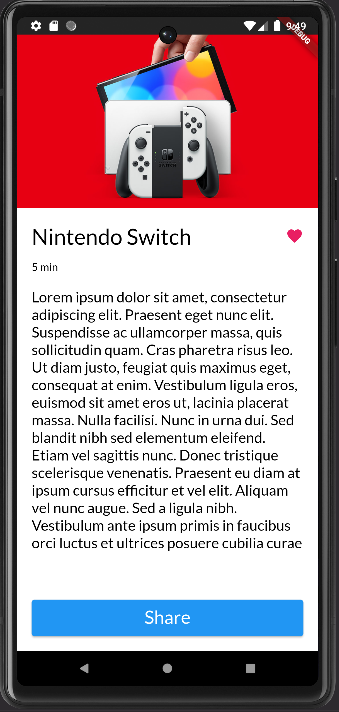 9:49
DEBUG
Nintendo Switch
5 min
Lorem ipsum dolor sit amet, consectetur
adipiscing elit. Praesent eget nunc elit.
Suspendisse ac ullamcorper massa, quis
sollicitudin quam. Cras pharetra risus leo.
Ut diam justo, feugiat quis maximus eget,
consequat at enim. Vestibulum ligula eros,
euismod sit amet eros ut, lacinia placerat
massa. Nulla facilisi. Nunc in urna dui. Sed
blandit nibh sed elementum eleifend.
Etiam vel sagittis nunc. Donec tristique
scelerisque venenatis. Praesent eu diam at
ipsum cursus efficitur et vel elit. Aliquam
vel nunc augue. Sed a ligula nibh.
Vestibulum ante ipsum primis in faucibus
orci luctus et ultrices posuere cubilia curae
Share